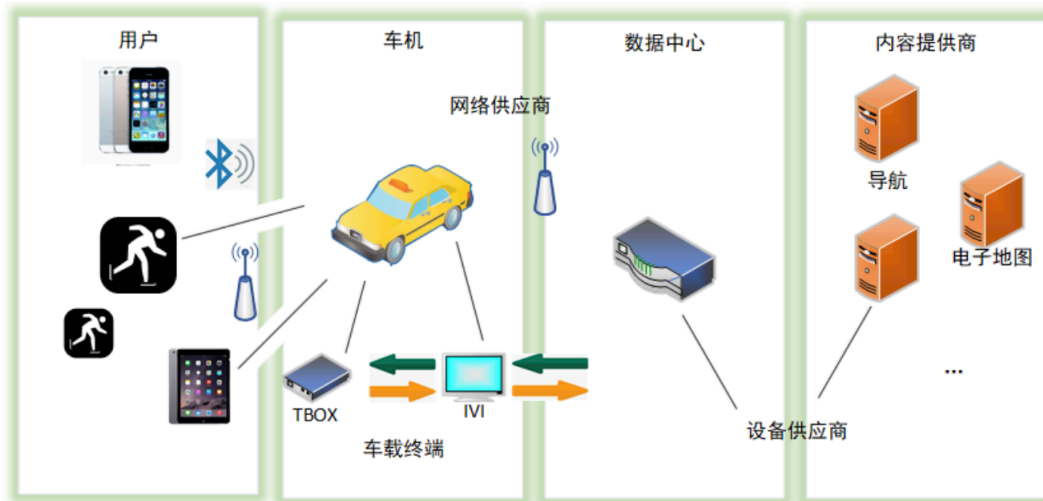 用户
车机
数据中心
内容提供商
网络供应商
导航
电子地图
TBOX
IVI
车载终端
设备供应商
...